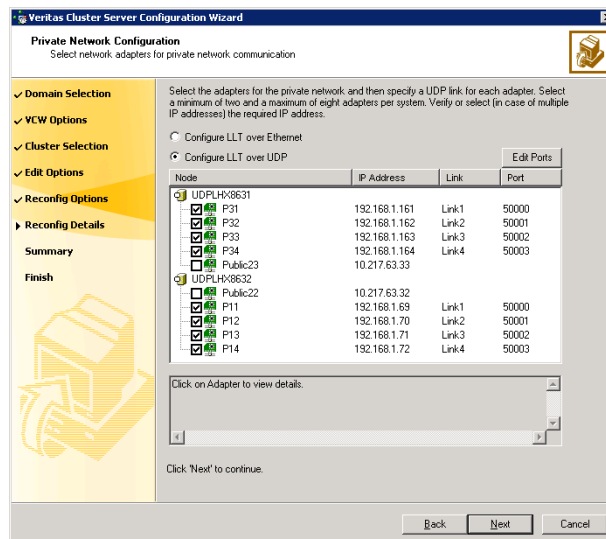 Veritas Cluster Server Configuration Wizard
Private Network Configuration
Select network adapters for private network communication
Domain Selection
VCW Options
Cluster Selection
Edit Options
Reconfig Options
Reconfig Details
Summary
Finish
Select the adapters for the private network and then specify a UDP link for each adapter. Select
a minimum of two and a maximum of eight adapters per system. Verify or select (in case of multiple
IP addresses) the required IP address.
Configure LLT over Ethernet
Configure LLT over UDP
Edit Ports
Node IP Address Link Port
UDPLHX8631
P31 192.168.1.161 Link1 50000
P32 192.168.1.162 Link2 50001
P33 192.168.1.163 Link3 50002
P34 192.168.1.164 Link4 50003
Public23 10.217.63.33
UDPLHX8632
Public22 10.217.63.32
P11 192.168.1.69 Link1 50000
P12 192.168.1.70 Link2 50001
P13 192.168.1.71 Link3 50002
P14 192.168.1.72 Link4 50003
Click on Adapter to view details.
Click 'Next' to continue.
Back Next Cancel